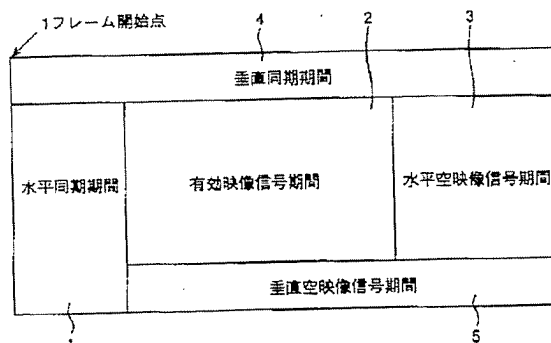 1フレーム開始点
4
2
3
垂直同期期間
水平同期期間
有効映像信号期間
水平空映像信号期間
垂直空映像信号期間
5